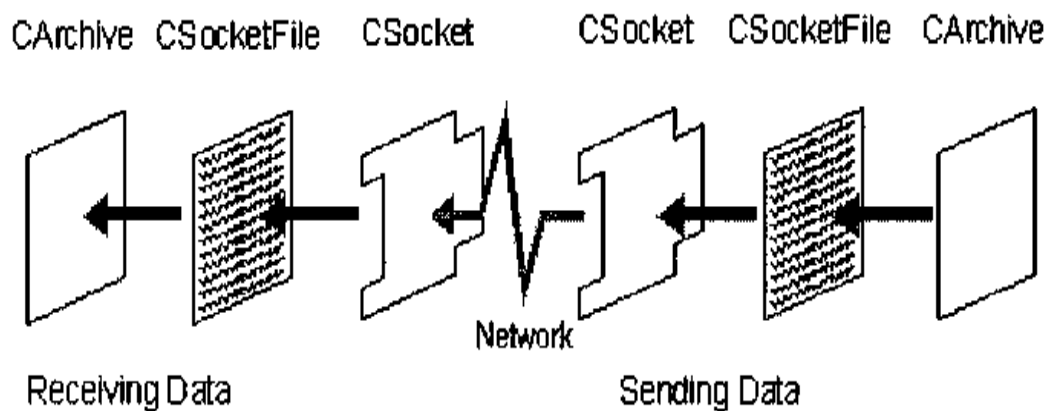 CArchive CSocketFile CSocket CSocket CSocketFile CArchive
Network
Receiving Data Sending Data